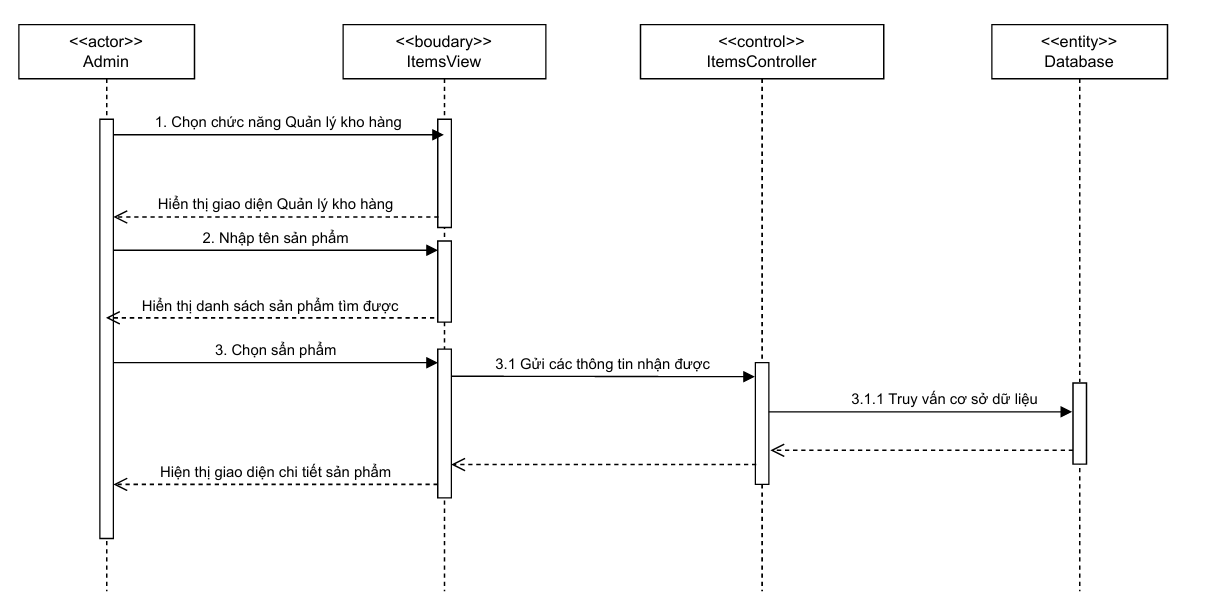 <<actor>>
Admin
<<boudary>>
ItemsView
<<control>>
ItemsController
<<entity>>
Database
1. Chọn chức năng Quản lý kho hàng
Hiển thị giao diện Quản lý kho hàng
2. Nhập tên sản phẩm
Hiển thị danh sách sản phẩm tìm được
3. Chọn sẩn phẩm
3.1 Gửi các thông tin nhận được
3.1.1 Truy vấn cơ sở dữ liệu
Hiện thị giao diện chi tiết sản phẩm